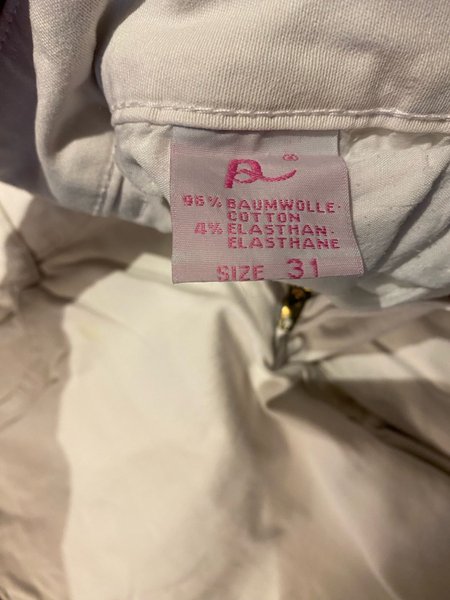 ®
96% BAUMWOLLE·
COTTON
4% ELASTHAN·
ELASTHANE
SIZE 31